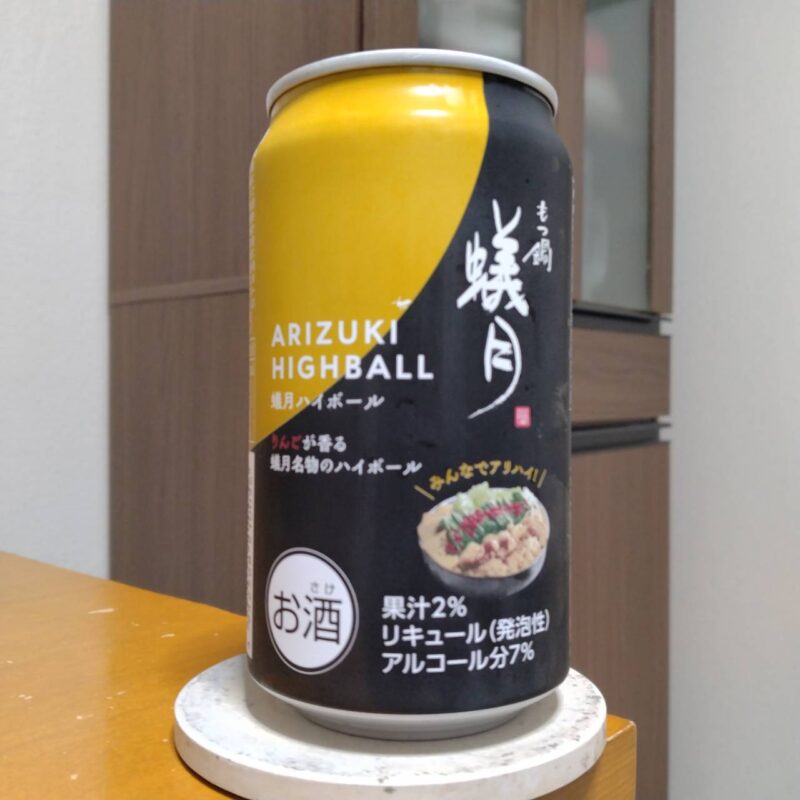 もつ鍋
蟻月
ARIZUKI
HIGHBALL
蟻月ハイボール
りんごが香る
蟻月名物のハイボール
みんなでアリハイ!
さけ
お酒
果汁2%
リキュール(発泡性)
アルコール分7%